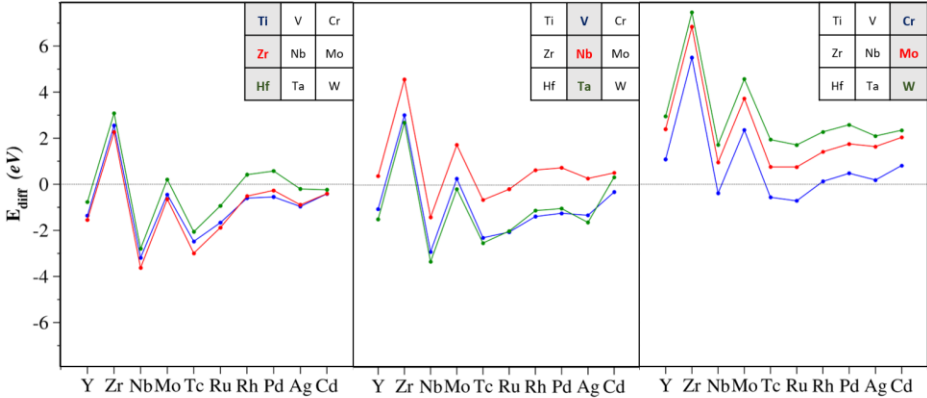 E_diff (eV)
6
4
2
0
-2
-4
-6
Ti V Cr
Zr Nb Mo
Hf Ta W
Ti V Cr
Zr Nb Mo
Hf Ta W
Ti V Cr
Zr Nb Mo
Hf Ta W
Y Zr Nb Mo Tc Ru Rh Pd Ag Cd
Y Zr Nb Mo Tc Ru Rh Pd Ag Cd
Y Zr Nb Mo Tc Ru Rh Pd Ag Cd